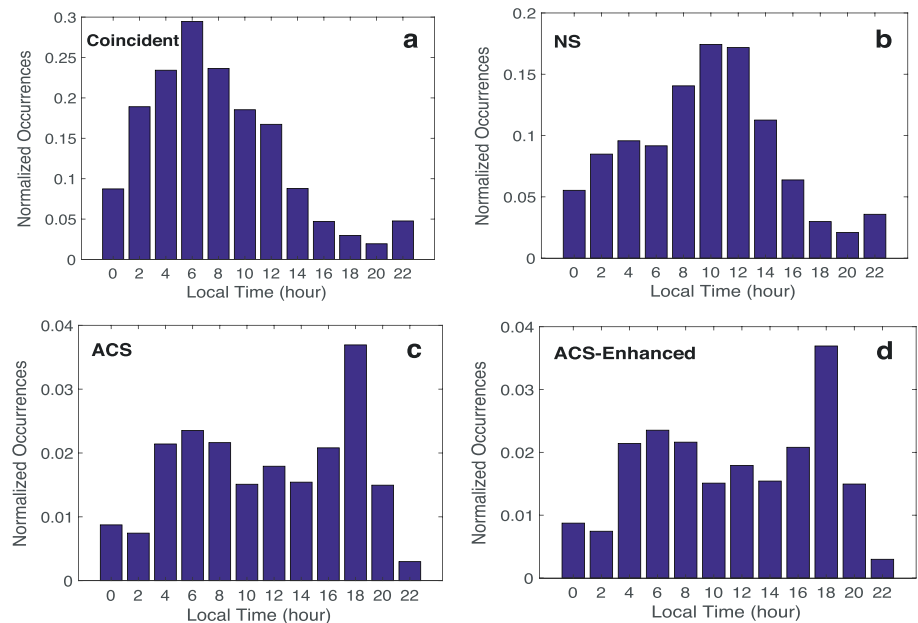 Coincident
a
Normalized Occurrences
0.3
0.25
0.2
0.15
0.1
0.05
0
0 2 4 6 8 10 12 14 16 18 20 22
Local Time (hour)
NS
b
Normalized Occurrences
0.2
0.15
0.1
0.05
0
0 2 4 6 8 10 12 14 16 18 20 22
Local Time (hour)
ACS
c
Normalized Occurrences
0.04
0.03
0.02
0.01
0
0 2 4 6 8 10 12 14 16 18 20 22
Local Time (hour)
ACS-Enhanced
d
Normalized Occurrences
0.04
0.03
0.02
0.01
0
0 2 4 6 8 10 12 14 16 18 20 22
Local Time (hour)